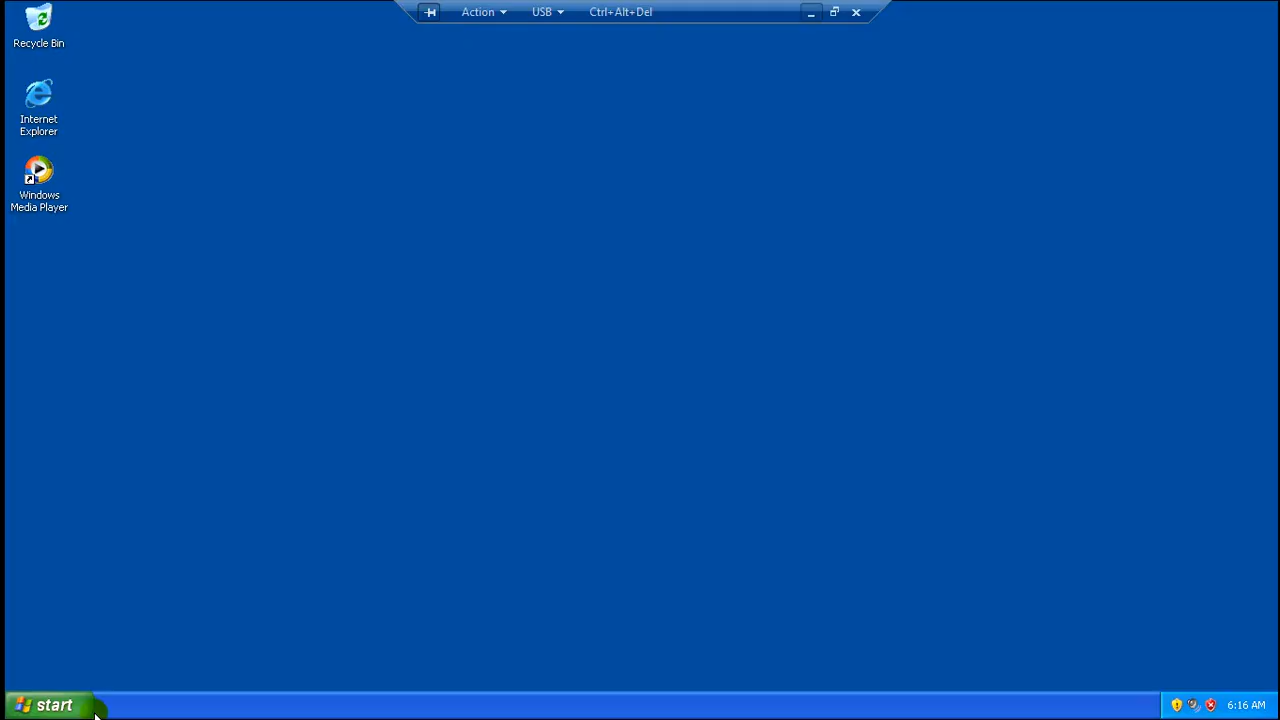 Action
USB
Ctrl+Alt+Del
Recycle Bin
Internet
Explorer
Windows
Media Player
start
6:16 AM